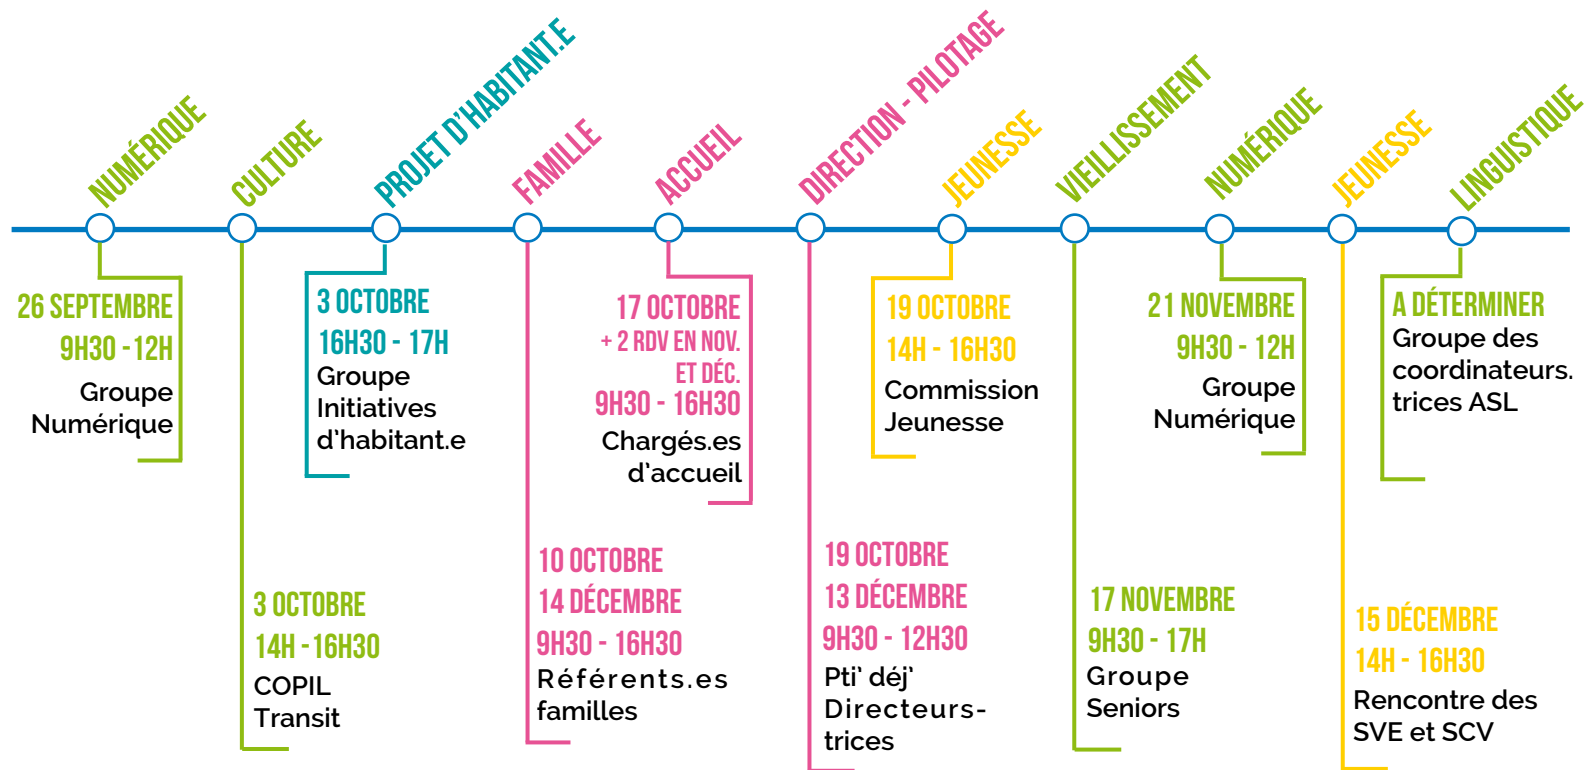 NUMÉRIQUE
CULTURE
PROJET D'HABITANT.E
FAMILLE
ACCUEIL
DIRECTION - PILOTAGE
JEUNESSE
VIEILLISSEMENT
NUMÉRIQUE
JEUNESSE
LINGUISTIQUE
26 SEPTEMBRE
9H30 -12H
Groupe
Numérique
3 OCTOBRE
14H -16H30
COPIL
Transit
3 OCTOBRE
16H30 - 17H
Groupe
Initiatives
d'habitant.e
10 OCTOBRE
14 DÉCEMBRE
9H30 - 16H30
Référents.es
familles
17 OCTOBRE
+ 2 RDV EN NOV.
ET DÉC.
9H30 - 16H30
Chargés.es
d'accueil
19 OCTOBRE
13 DÉCEMBRE
9H30 - 12H30
Pti' déj'
Directeurs-
trices
19 OCTOBRE
14H - 16H30
Commission
Jeunesse
17 NOVEMBRE
9H30 - 17H
Groupe
Seniors
21 NOVEMBRE
9H30 - 12H
Groupe
Numérique
15 DÉCEMBRE
14H - 16H30
Rencontre des
SVE et SCV
A DÉTERMINER
Groupe des
coordinateurs.
trices ASL